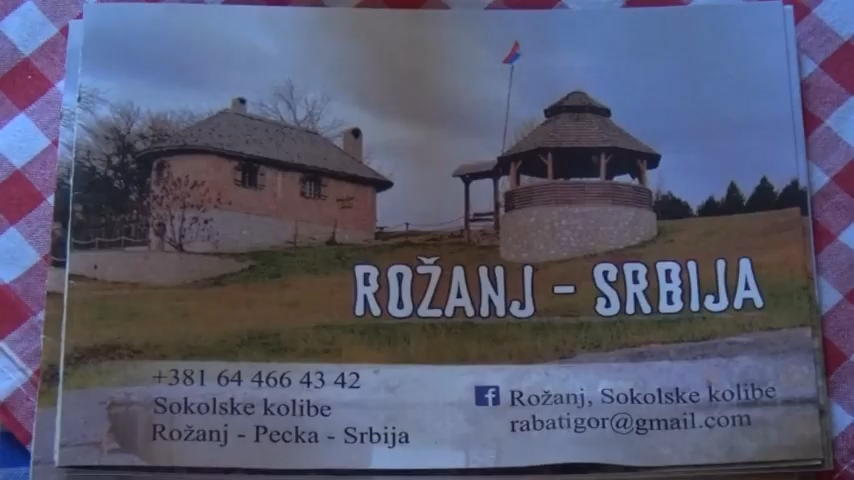 ROŽANJ - SRBIJA
+381 64 466 43 42
Sokolske kolibe
Rožanj - Pecka - Srbija
f Rožanj, Sokolske kolibe
rabatigor@gmail.com